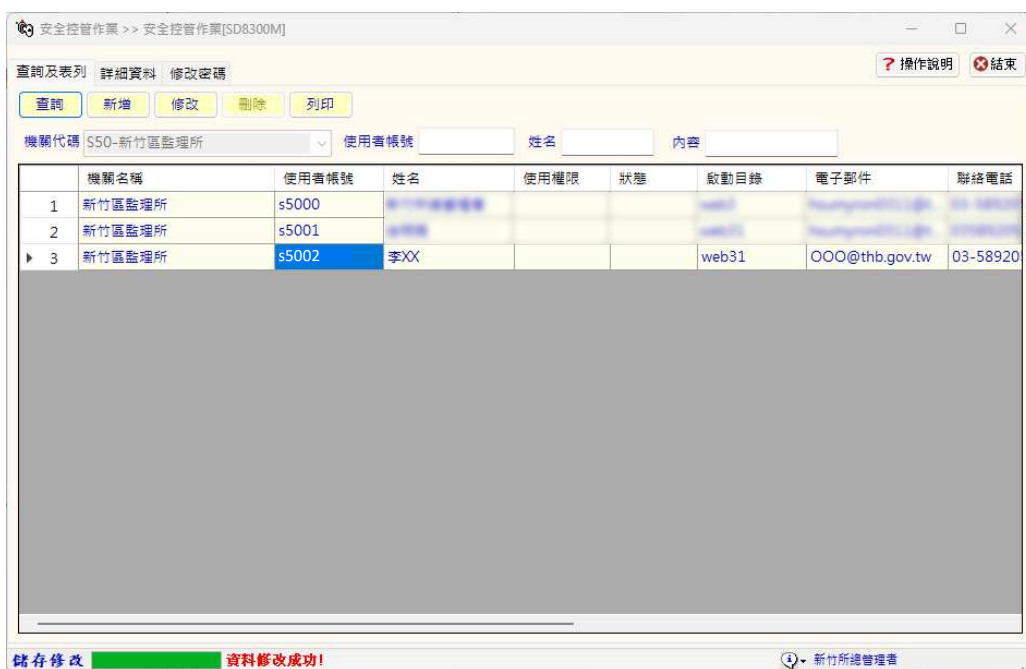 安全控管作業 >> 安全控管作業[SD8300M]
查詢及表列 詳細資料 修改密碼 ? 操作說明 結束
查詢 新增 修改 刪除 列印
機關代碼 S50-新竹區監理所 使用者帳號 姓名 內容
機關名稱 使用者帳號 姓名 使用權限 狀態 啟動目錄 電子郵件 聯絡電話
1 新竹區監理所 s5000
2 新竹區監理所 s5001
3 新竹區監理所 s5002 李XX web31 OOO@thb.gov.tw 03-58920
儲存修改 資料修改成功! 新竹所總管理者